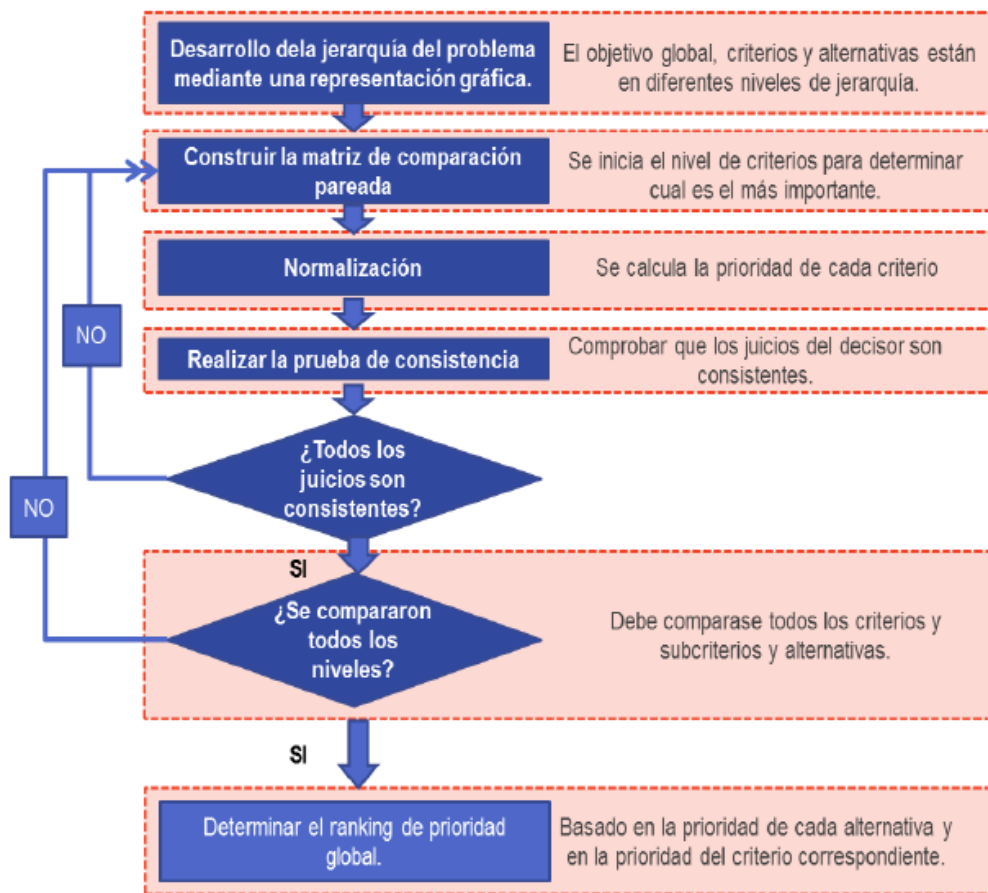 Desarrollo dela jerarquía del problema
mediante una representación gráfica.
El objetivo global, criterios y alternativas están
en diferentes niveles de jerarquía.
Construir la matriz de comparación
pareada
Se inicia el nivel de criterios para determinar
cual es el más importante.
Normalización
Se calcula la prioridad de cada criterio
NO
Realizar la prueba de consistencia
Comprobar que los juicios del decisor son
consistentes.
¿Todos los
juicios son
consistentes?
NO
SI
¿Se compararon
todos los
niveles?
Debe comparase todos los criterios y
subcriterios y alternativas.
SI
Determinar el ranking de prioridad
global.
Basado en la prioridad de cada alternativa y
en la prioridad del criterio correspondiente.